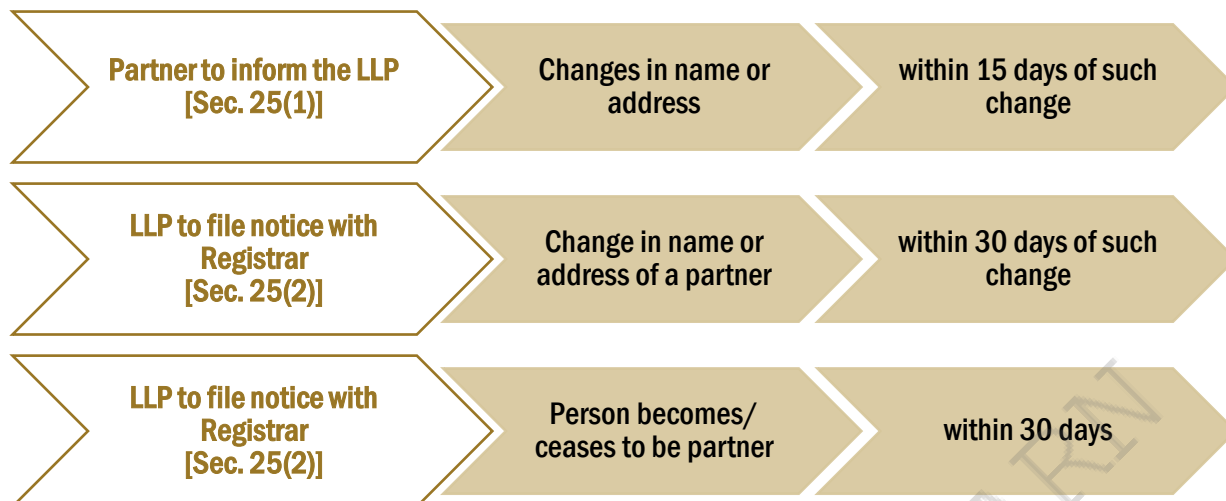 Partner to inform the LLP
[Sec. 25(1)]
Changes in name or
address
within 15 days of such
change
LLP to file notice with
Registrar
[Sec. 25(2)]
Change in name or
address of a partner
within 30 days of such
change
LLP to file notice with
Registrar
[Sec. 25(2)]
Person becomes/
ceases to be partner
within 30 days